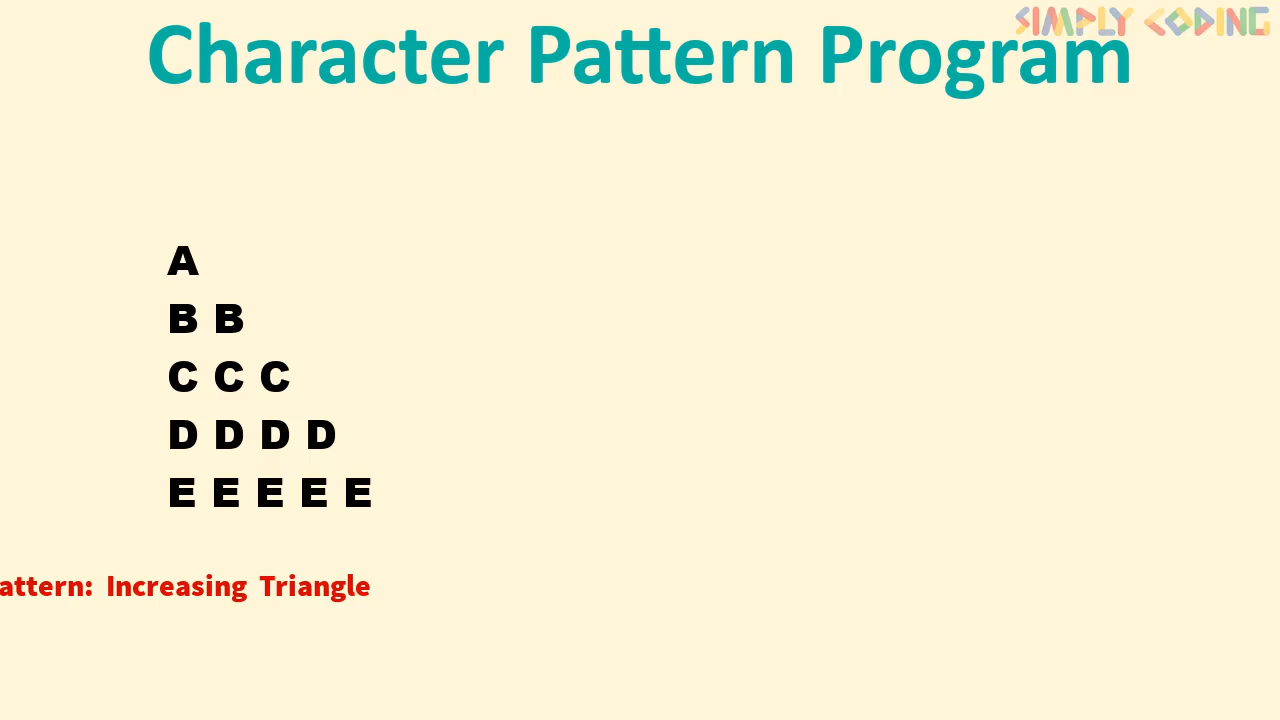 SIMPLY CODING
Character Pattern Program
A
B B
C C C
D D D D
E E E E E
attern: Increasing Triangle